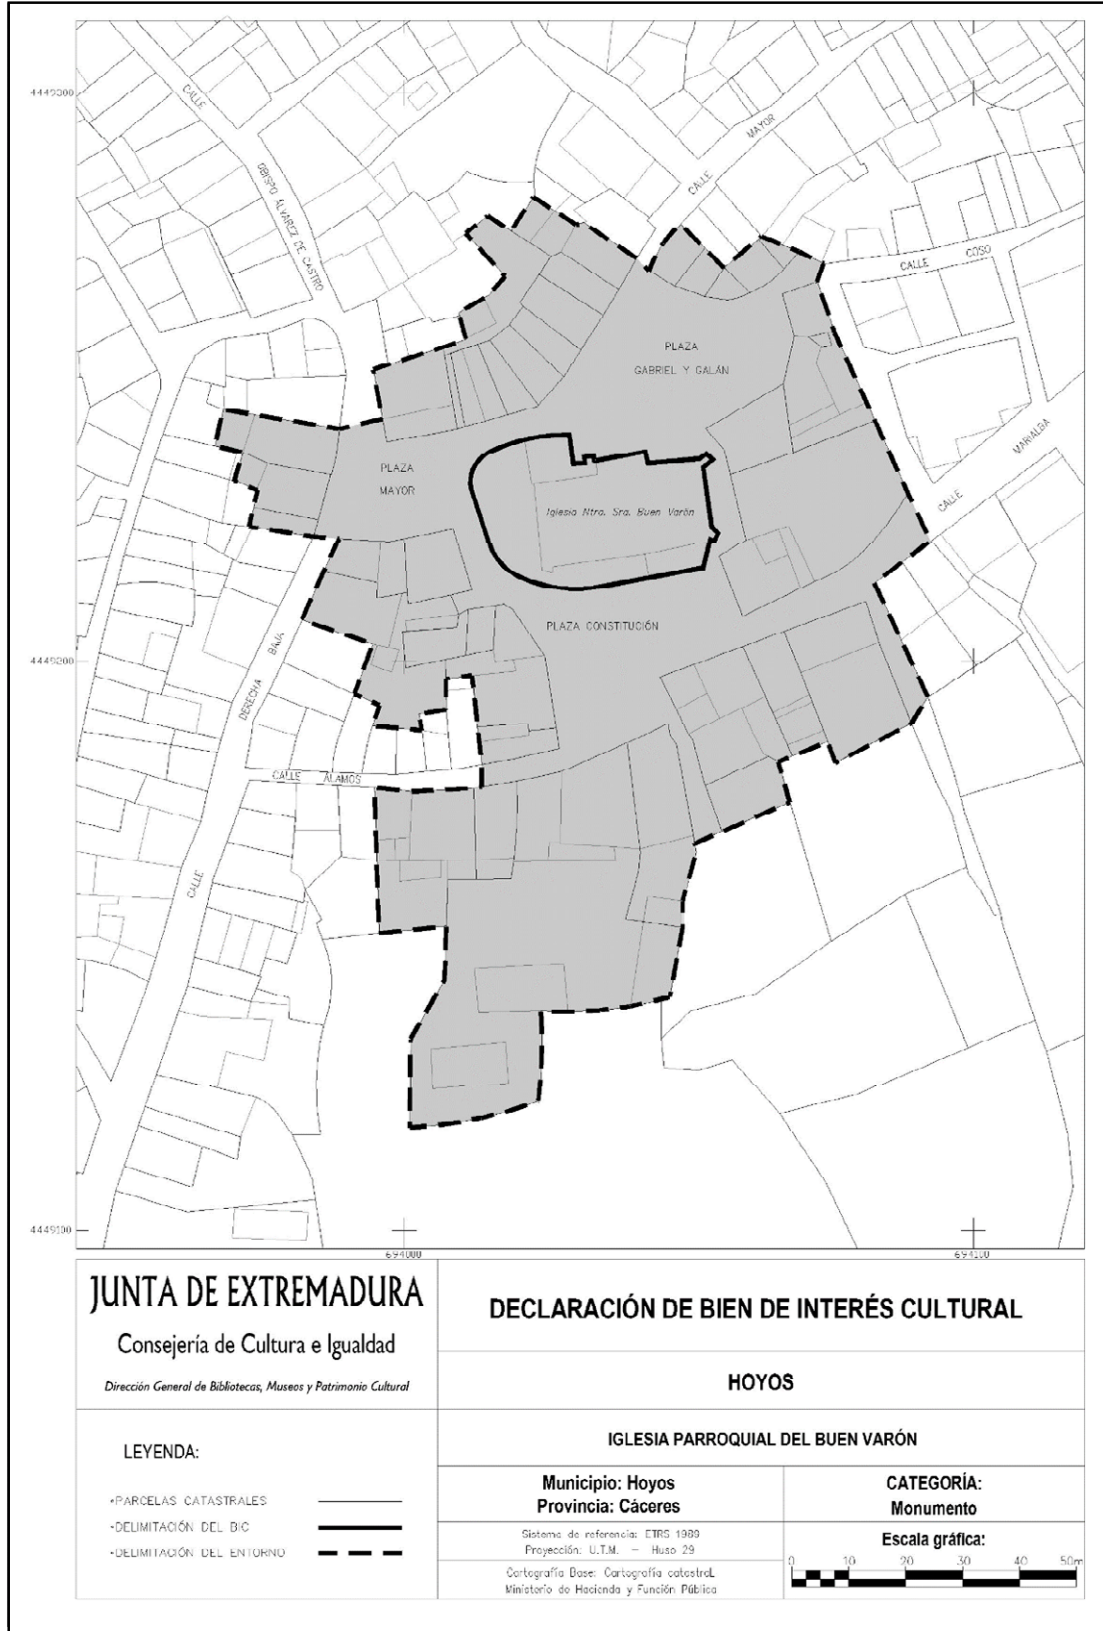 4449300
CALLE
OBISPO ÁLVAREZ DE CASTRO
CALLE
MAYOR
CALLE
COSO
PLAZA
GABRIEL Y GALÁN
CALLE
MARIALBA
PLAZA
MAYOR
Iglesia Ntra. Sra. Buen Varón
PLAZA CONSTITUCIÓN
4449200
CALLE
DERECHA
BAJA
CALLE ÁLAMOS
4449100
694000
694100
JUNTA DE EXTREMADURA
Consejería de Cultura e Igualdad
Dirección General de Bibliotecas, Museos y Patrimonio Cultural
DECLARACIÓN DE BIEN DE INTERÉS CULTURAL
HOYOS
IGLESIA PARROQUIAL DEL BUEN VARÓN
LEYENDA:
•PARCELAS CATASTRALES
•DELIMITACIÓN DEL BIC
•DELIMITACIÓN DEL ENTORNO
Municipio: Hoyos
Provincia: Cáceres
Sistema de referencia: ETRS 1989
Proyección: U.T.M. – Huso 29
Cartografía Base: Cartografía catastral
Ministerio de Hacienda y Función Pública
CATEGORÍA:
Monumento
Escala gráfica:
0 10 20 30 40 50m